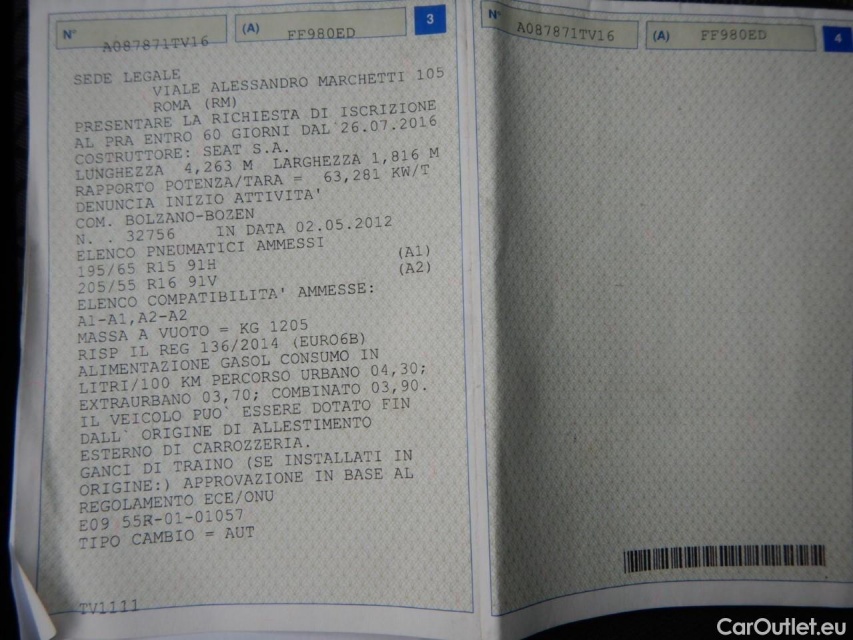 N° A087871TV16 (A) FF980ED 3
SEDE LEGALE
VIALE ALESSANDRO MARCHETTI 105
ROMA (RM)
PRESENTARE LA RICHIESTA DI ISCRIZIONE
AL PRA ENTRO 60 GIORNI DAL 26.07.2016
COSTRUTTORE: SEAT S.A.
LUNGHEZZA 4,263 M LARGHEZZA 1,816 M
RAPPORTO POTENZA/TARA = 63,281 KW/T
DENUNCIA INIZIO ATTIVITA'
COM. BOLZANO-BOZEN
N. . 32756 IN DATA 02.05.2012
ELENCO PNEUMATICI AMMESSI
195/65 R15 91H (A1)
205/55 R16 91V (A2)
ELENCO COMPATIBILITA' AMMESSE:
A1-A1,A2-A2
MASSA A VUOTO = KG 1205
RISP IL REG 136/2014 (EURO6B)
ALIMENTAZIONE GASOL CONSUMO IN
LITRI/100 KM PERCORSO URBANO 04,30;
EXTRAURBANO 03,70; COMBINATO 03,90.
IL VEICOLO PUO' ESSERE DOTATO FIN
DALL' ORIGINE DI ALLESTIMENTO
ESTERNO DI CARROZZERIA.
GANCI DI TRAINO (SE INSTALLATI IN
ORIGINE:) APPROVAZIONE IN BASE AL
REGOLAMENTO ECE/ONU
E09 55R-01-01057
TIPO CAMBIO = AUT
TV1111
N° A087871TV16 (A) FF980ED 4
CarOutlet.eu